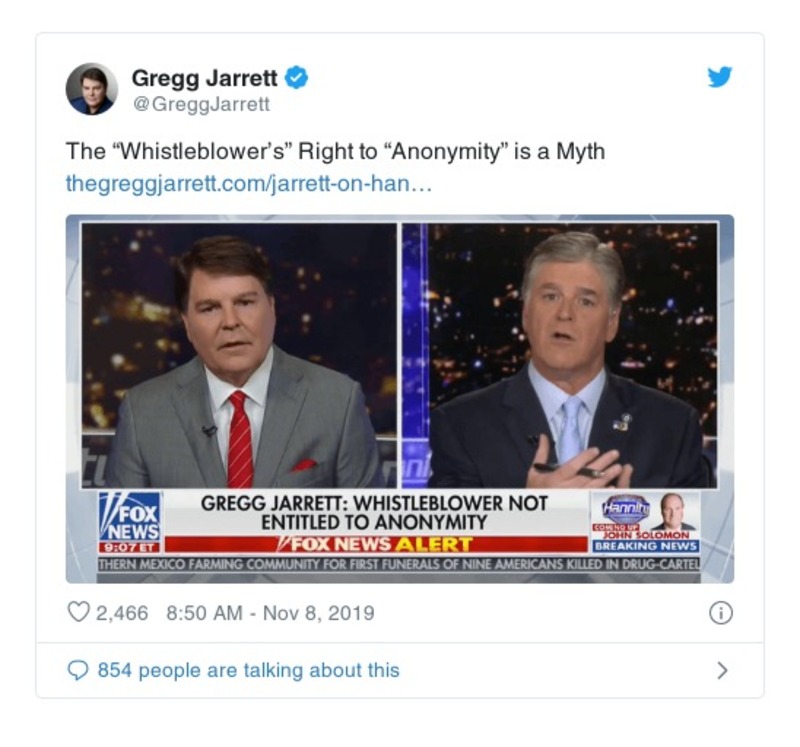 Gregg Jarrett
@GreggJarrett
The “Whistleblower’s” Right to “Anonymity” is a Myth
thegreggjarrett.com/jarrett-on-han…
FOX
NEWS
9:07 ET
GREGG JARRETT: WHISTLEBLOWER NOT
ENTITLED TO ANONYMITY
FOX NEWS ALERT
Hannity
COMING UP
JOHN SOLOMON
BREAKING NEWS
THERN MEXICO FARMING COMMUNITY FOR FIRST FUNERALS OF NINE AMERICANS KILLED IN DRUG-CARTEL
2,466 8:50 AM - Nov 8, 2019
854 people are talking about this